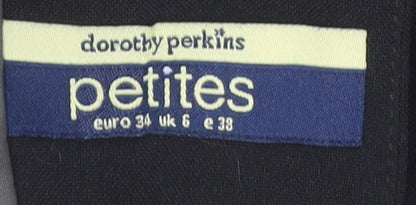 dorothy perkins
petites
euro 34 uk 6 e 38